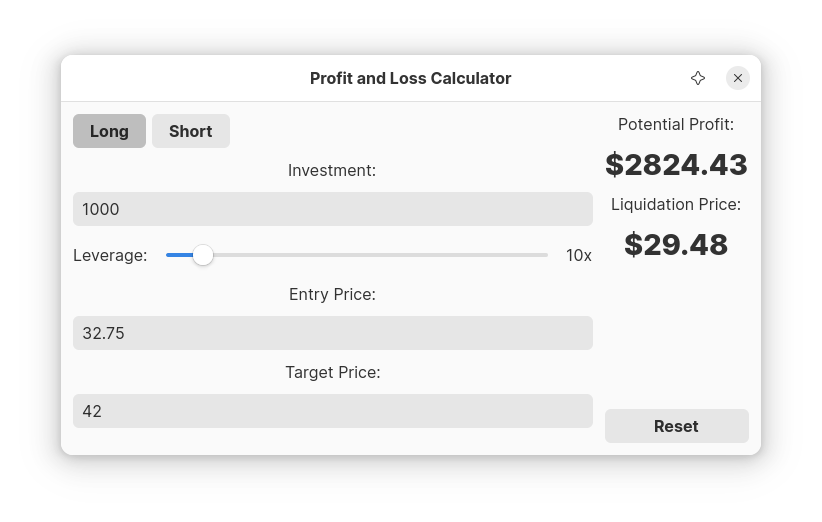 Profit and Loss Calculator
Long
Short
Investment:
1000
Leverage:
10x
Entry Price:
32.75
Target Price:
42
Potential Profit:
$2824.43
Liquidation Price:
$29.48
Reset